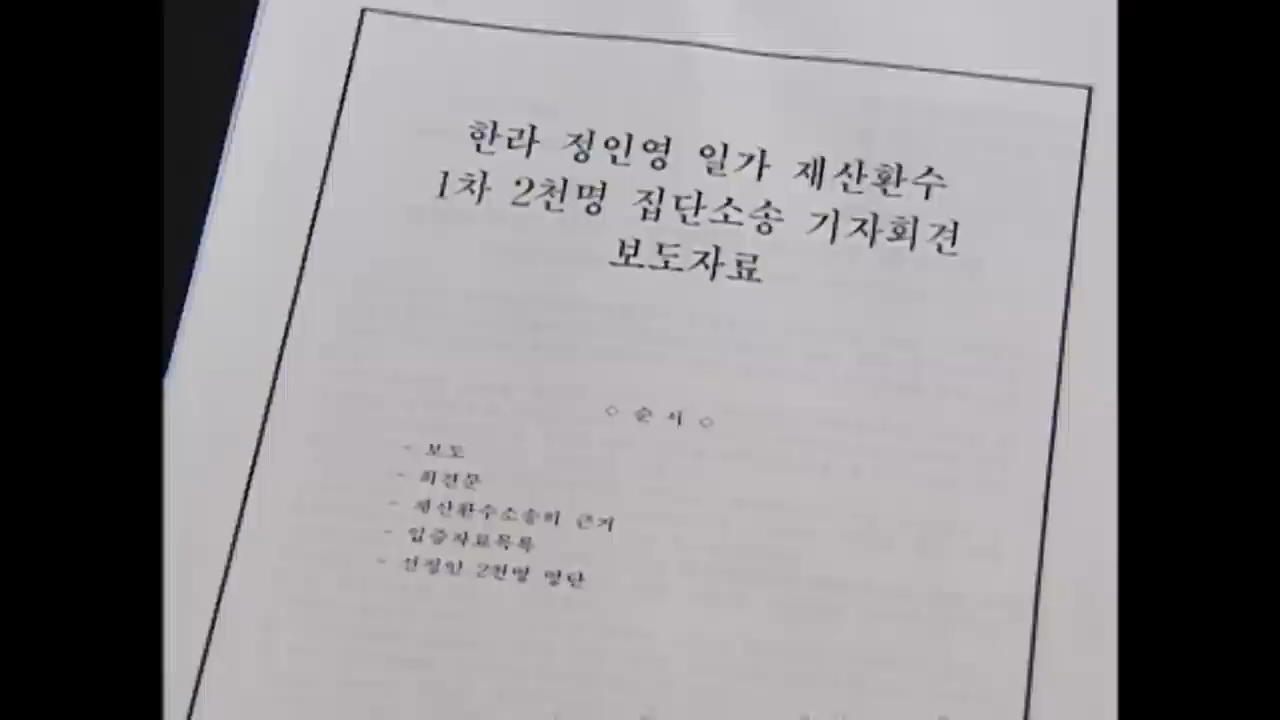 한라 정인영 일가 재산환수
1차 2천명 집단소송 기자회견
보도자료
◇ 순 서 ◇
- 보도
- 회견문
- 재산환수소송의 근거
- 입증자료목록
- 선정인 2천명 명단